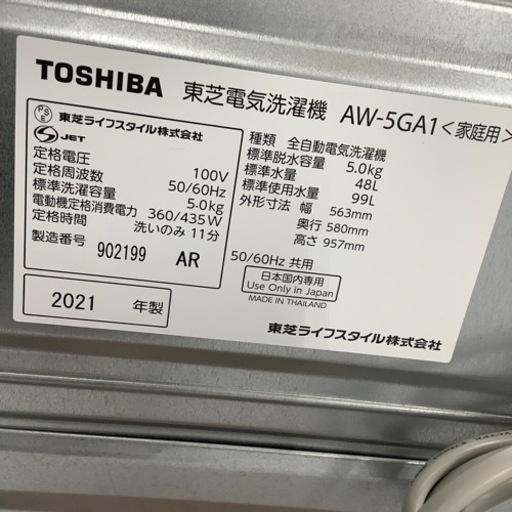 TOSHIBA 東芝電気洗濯機 AW-5GA1<家庭用>
PS
E
東芝ライフスタイル株式会社
S JET
定格電圧 100V
定格周波数 50/60Hz
標準洗濯容量 5.0kg
電動機定格消費電力 360/435W
定格時間 洗いのみ 11分
製造番号 902199 AR
2021 年製
種類 全自動電気洗濯機
標準脱水容量 5.0kg
標準水量 48L
標準使用水量 99L
外形寸法 幅 563mm
奥行 580mm
高さ 957mm
50/60Hz 共用
日本国内専用
Use Only in Japan
MADE IN THAILAND
東芝ライフスタイル株式会社